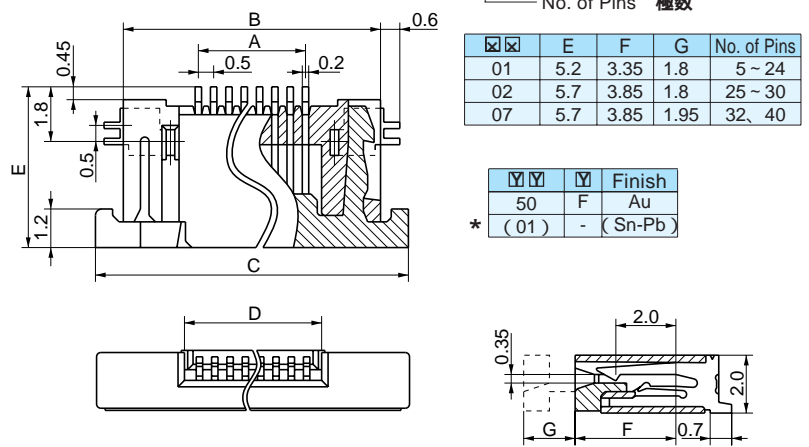 No. of Pins 極数
B
0.6
A
0.45
0.5
0.2
1.8
0.5
E
1.2
C
☒☒ E F G No. of Pins
01 5.2 3.35 1.8 5~24
02 5.7 3.85 1.8 25~30
07 5.7 3.85 1.95 32、40
YY Y Finish
50 F Au
* (01) - (Sn-Pb)
D
2.0
0.35
2.0
G
F
0.7